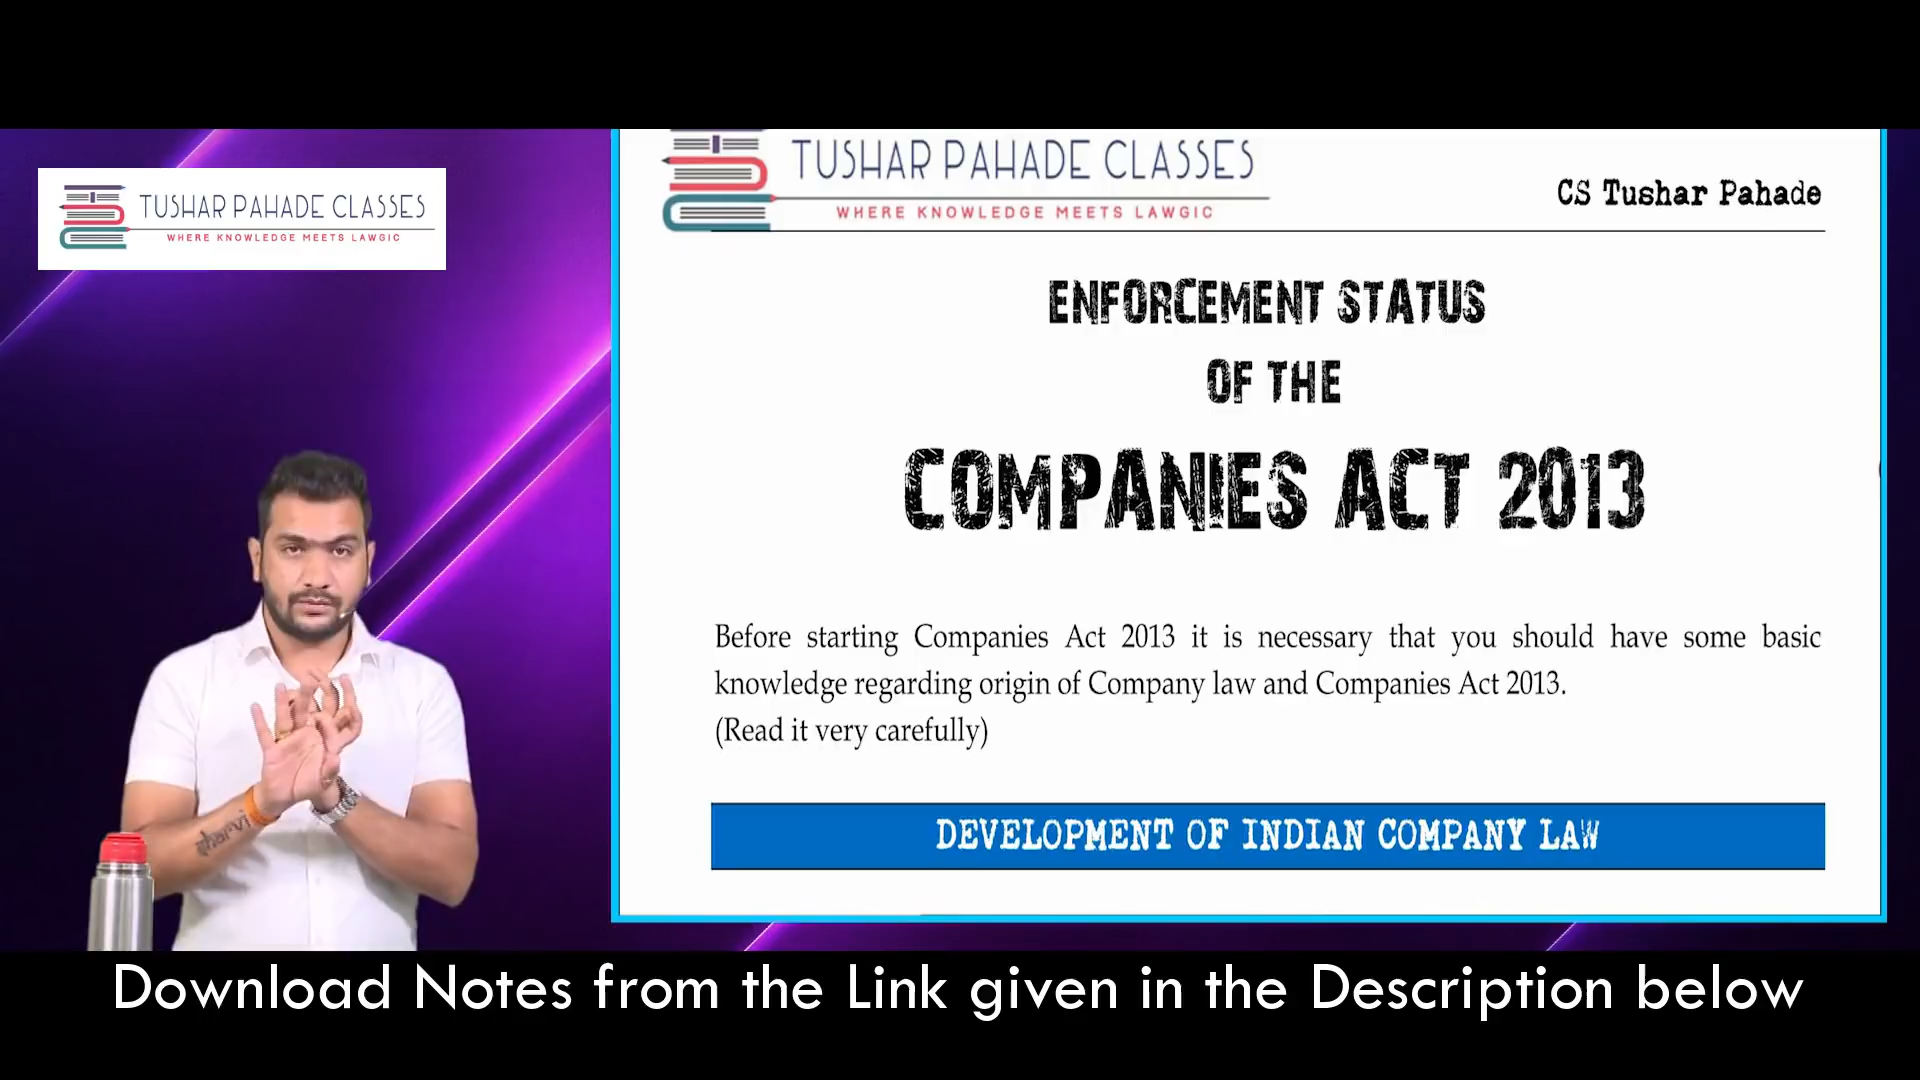 TUSHAR PAHADE CLASSES
WHERE KNOWLEDGE MEETS LAWGIC
TUSHAR PAHADE CLASSES
WHERE KNOWLEDGE MEETS LAWGIC
CS Tushar Pahade
ENFORCEMENT STATUS
OF THE
COMPANIES ACT 2013
Before starting Companies Act 2013 it is necessary that you should have some basic
knowledge regarding origin of Company law and Companies Act 2013.
(Read it very carefully)
DEVELOPMENT OF INDIAN COMPANY LAW
sharvi
Download Notes from the Link given in the Description below